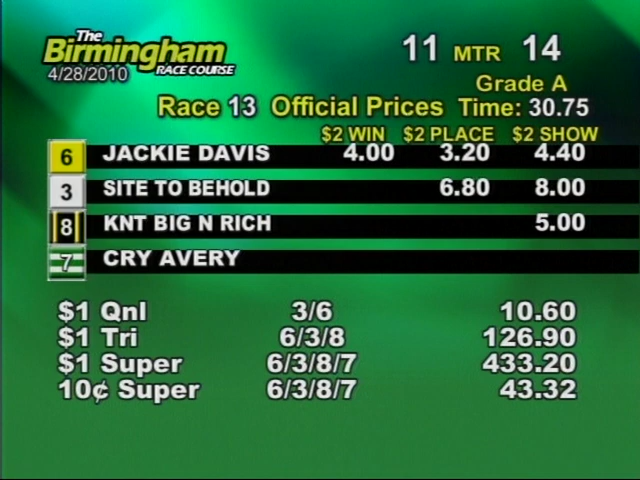 The
Birmingham
RACE COURSE
4/28/2010
11 MTR 14
Grade A
Race 13 Official Prices Time: 30.75
$2 WIN $2 PLACE $2 SHOW
6 JACKIE DAVIS 4.00 3.20 4.40
3 SITE TO BEHOLD 6.80 8.00
8 KNT BIG N RICH 5.00
7 CRY AVERY
$1 Qnl 3/6 10.60
$1 Tri 6/3/8 126.90
$1 Super 6/3/8/7 433.20
10¢ Super 6/3/8/7 43.32